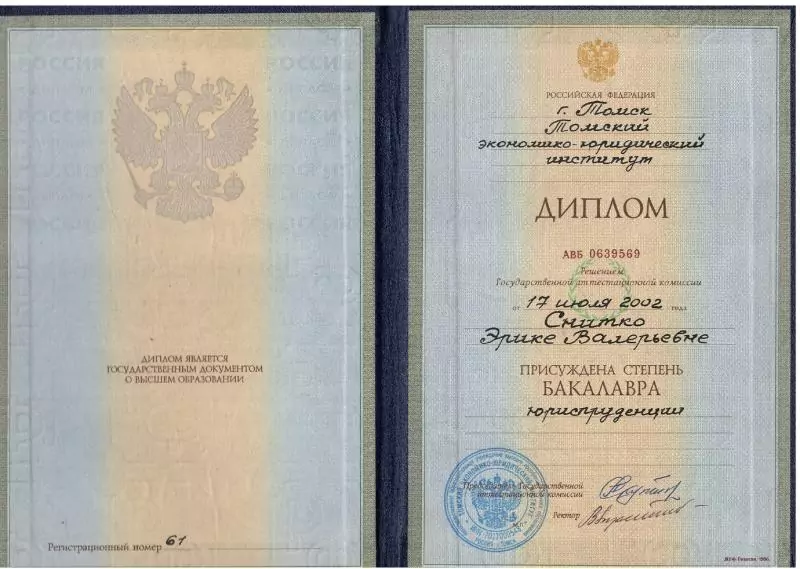 ДИПЛОМ ЯВЛЯЕТСЯ
ГОСУДАРСТВЕННЫМ ДОКУМЕНТОМ
О ВЫСШЕМ ОБРАЗОВАНИИ
Регистрационный номер 61
РОССИЙСКАЯ ФЕДЕРАЦИЯ
г. Томск
Томский
экономико-юридический
институт
ДИПЛОМ
АВБ 0639569
Решением
Государственной аттестационной комиссии
от 17 июля 2002 года
Снитко
Эрике Валерьевне
ПРИСУЖДЕНА СТЕПЕНЬ
БАКАЛАВРА
юриспруденции
Председатель Государственной
аттестационной комиссии
Ректор